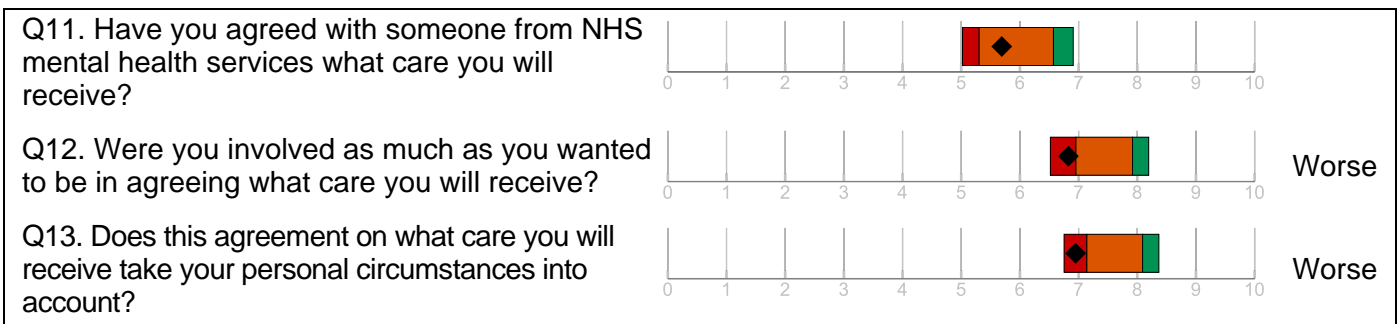 Q11. Have you agreed with someone from NHS
mental health services what care you will
receive?
0 1 2 3 4 5 6 7 8 9 10
Q12. Were you involved as much as you wanted
to be in agreeing what care you will receive?
0 1 2 3 4 5 6 7 8 9 10
Worse
Q13. Does this agreement on what care you will
receive take your personal circumstances into
account?
0 1 2 3 4 5 6 7 8 9 10
Worse